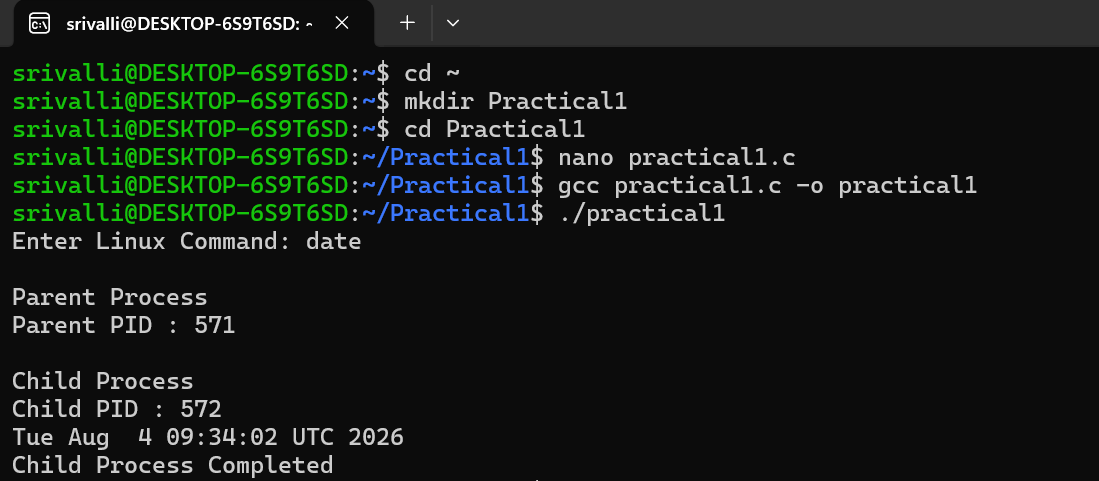 srivalli@DESKTOP-6S9T6SD: ~
srivalli@DESKTOP-6S9T6SD:~$ cd ~
srivalli@DESKTOP-6S9T6SD:~$ mkdir Practical1
srivalli@DESKTOP-6S9T6SD:~$ cd Practical1
srivalli@DESKTOP-6S9T6SD:~/Practical1$ nano practical1.c
srivalli@DESKTOP-6S9T6SD:~/Practical1$ gcc practical1.c -o practical1
srivalli@DESKTOP-6S9T6SD:~/Practical1$ ./practical1
Enter Linux Command: date
Parent Process
Parent PID : 571
Child Process
Child PID : 572
Tue Aug  4 09:34:02 UTC 2026
Child Process Completed